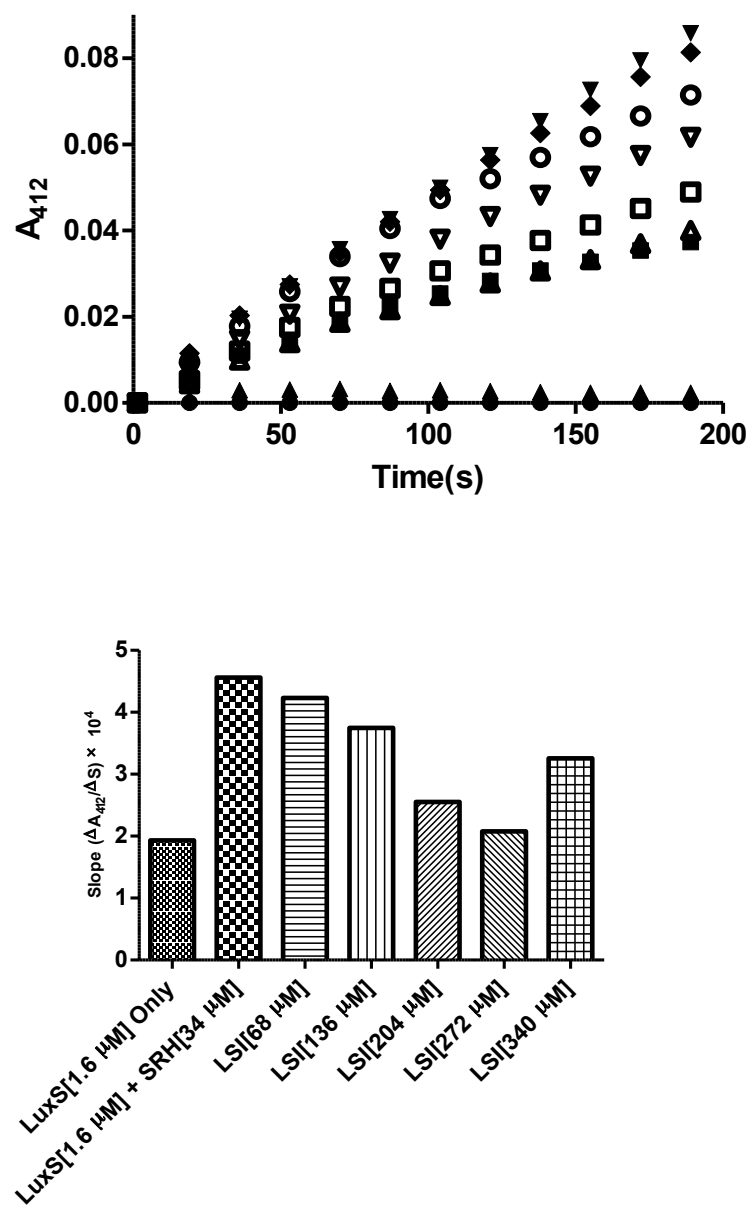 A412
0.08
0.06
0.04
0.02
0.00
0 50 100 150 200
Time(s)
Slope (ΔA412/ΔS) × 10⁴
5
4
3
2
1
0
LuxS[1.6 μM] Only
LuxS[1.6 μM] + SRH[34 μM]
LSI[68 μM]
LSI[136 μM]
LSI[204 μM]
LSI[272 μM]
LSI[340 μM]